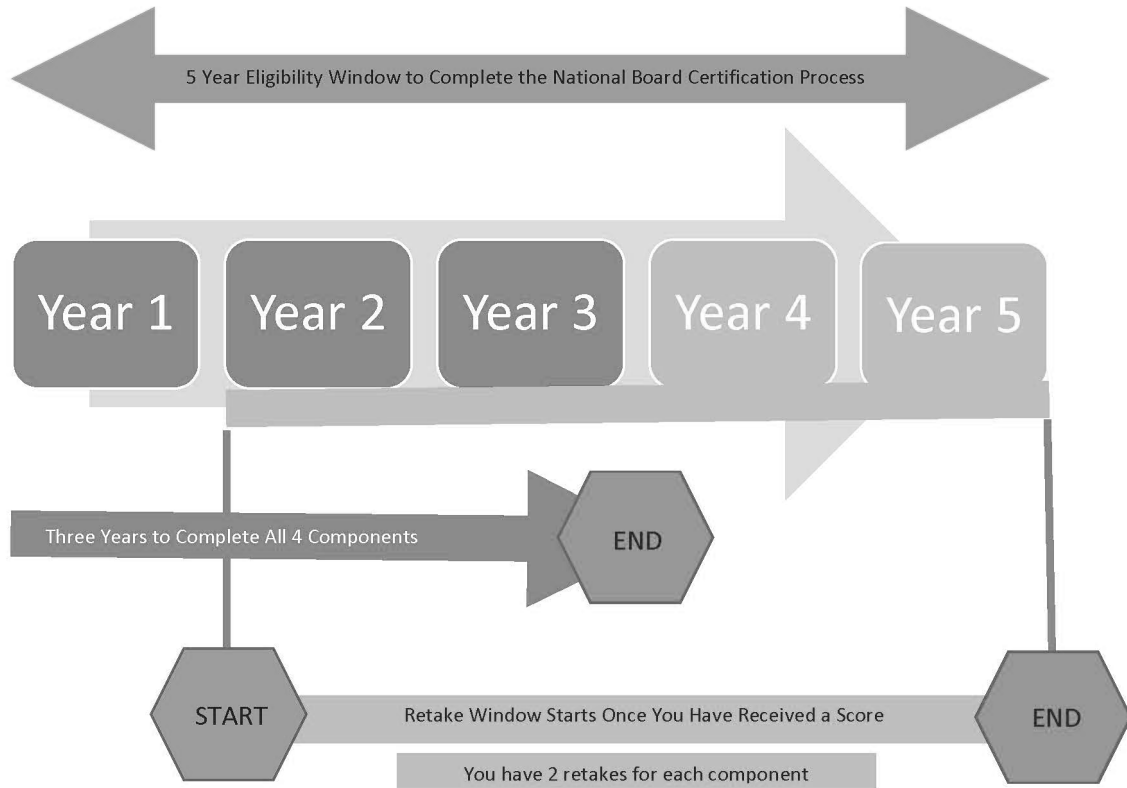 5 Year Eligibility Window to Complete the National Board Certification Process
Year 1
Year 2
Year 3
Year 4
Year 5
Three Years to Complete All 4 Components
END
START
Retake Window Starts Once You Have Received a Score
END
You have 2 retakes for each component